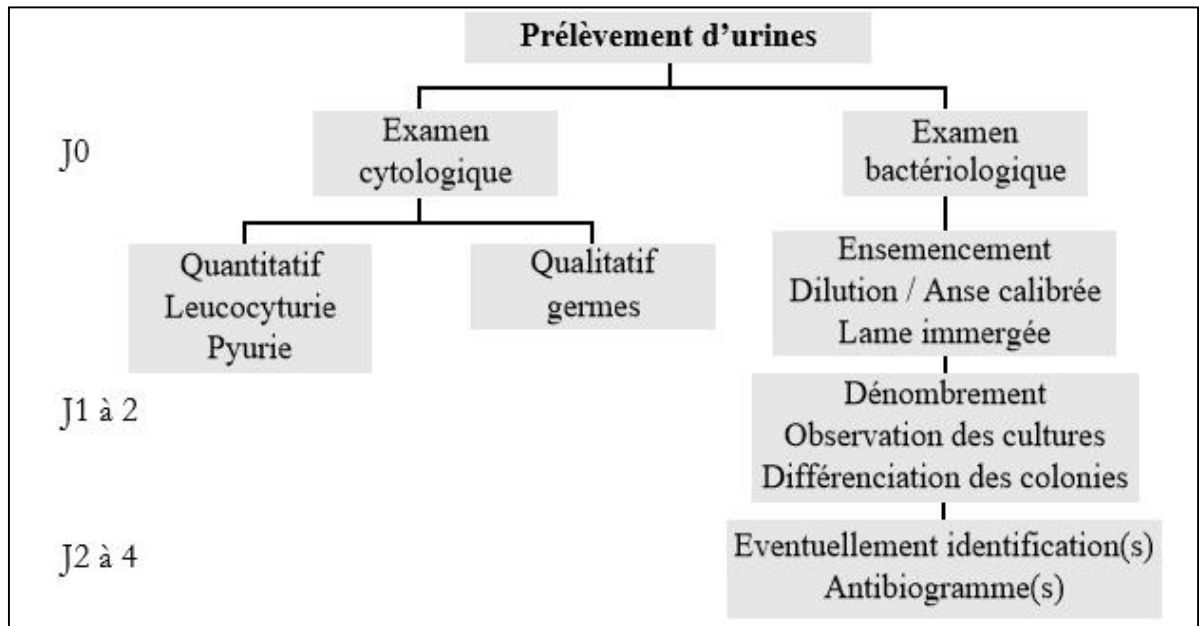 Prélèvement d’urines
J0
Examen
cytologique
Examen
bactériologique
Quantitatif
Leucocyturie
Pyurie
Qualitatif
germes
Ensemencement
Dilution / Anse calibrée
Lame immergée
J1 à 2
Dénombrement
Observation des cultures
Différenciation des colonies
J2 à 4
Eventuellement identification(s)
Antibiogramme(s)